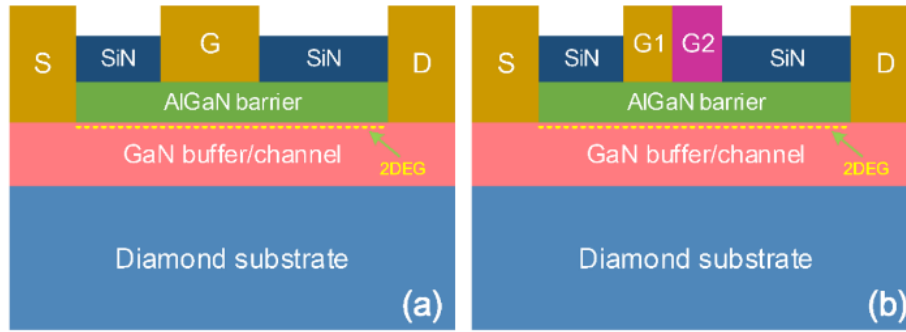 S
SiN
G
SiN
D
AlGaN barrier
GaN buffer/channel
2DEG
Diamond substrate
(a)
S
SiN
G1
G2
SiN
D
AlGaN barrier
GaN buffer/channel
2DEG
Diamond substrate
(b)